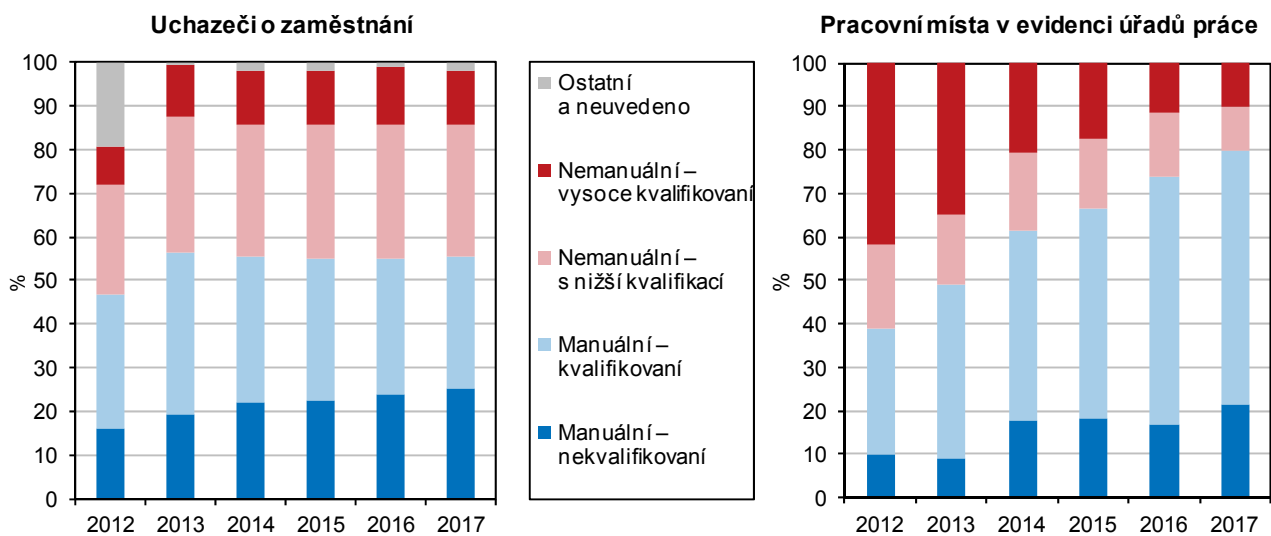 Uchazeči o zaměstnání
100
90
80
70
60
50
40
30
20
10
0
%
2012 2013 2014 2015 2016 2017
Ostatní
a neuvedeno
Nemanuální –
vysoce kvalifikovaní
Nemanuální –
s nižší kvalifikací
Manuální –
kvalifikovaní
Manuální –
nekvalifikovaní
Pracovní místa v evidenci úřadů práce
100
90
80
70
60
50
40
30
20
10
0
%
2012 2013 2014 2015 2016 2017